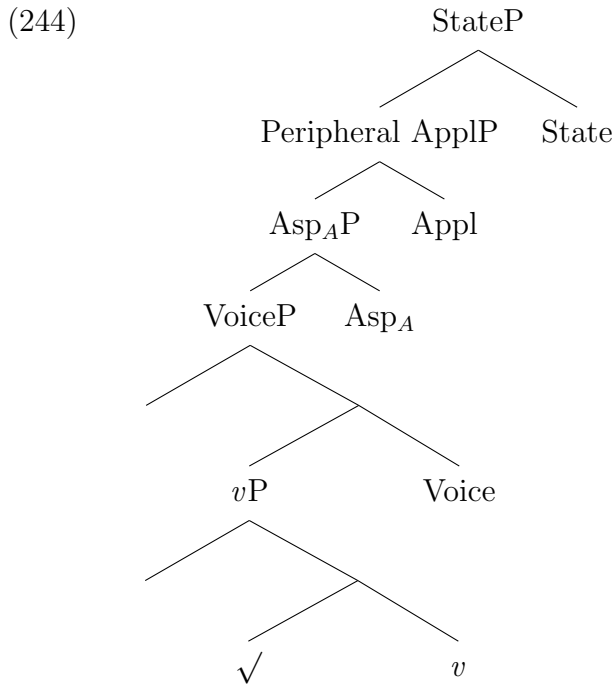 (244) StateP
Peripheral ApplP State
Asp_AP Appl
VoiceP Asp_A
vP Voice
√ v